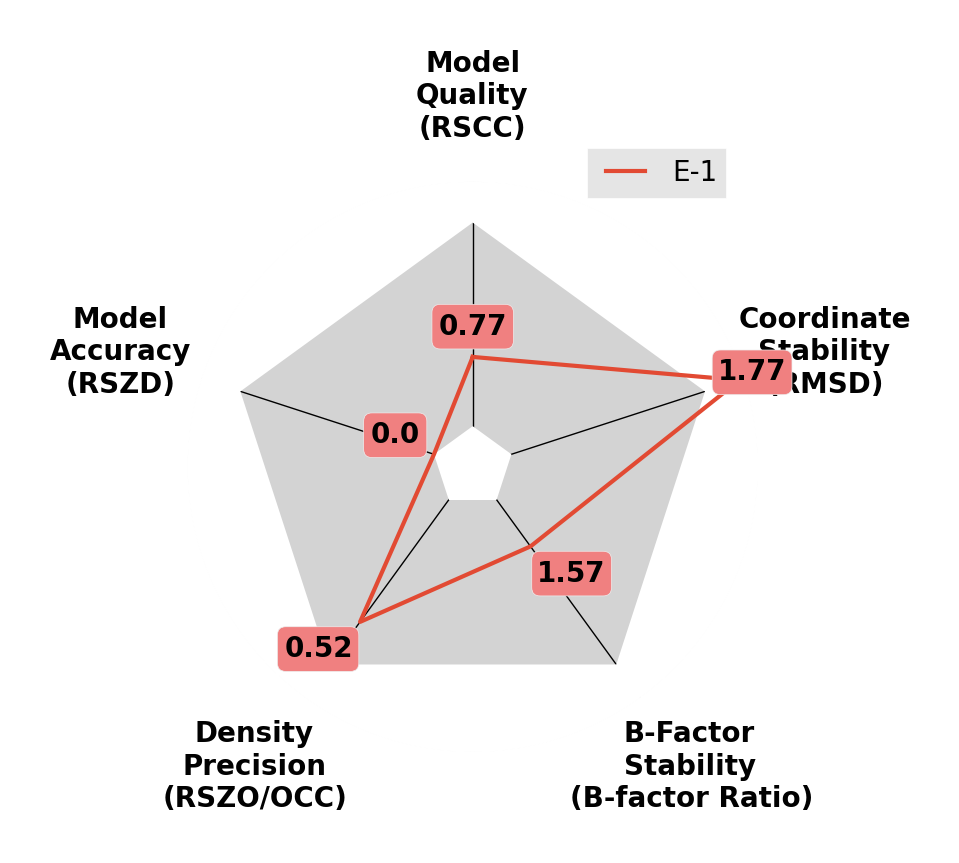 Model
Quality
(RSCC)
E-1
Model
Accuracy
(RSZD)
Coordinate
Stability
(RMSD)
0.77
1.77
0.0
1.57
0.52
Density
Precision
(RSZO/OCC)
B-Factor
Stability
(B-factor Ratio)